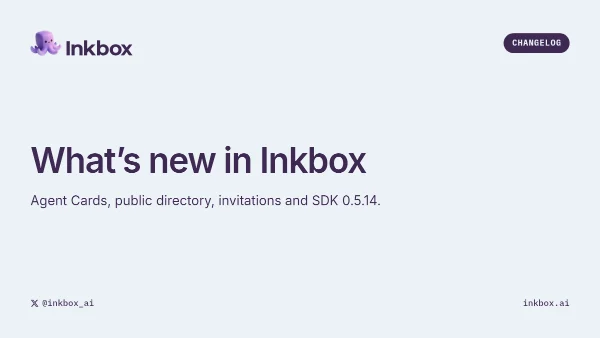 Inkbox
CHANGELOG
What’s new in Inkbox
Agent Cards, public directory, invitations and SDK 0.5.14.
@inkbox_ai
inkbox.ai